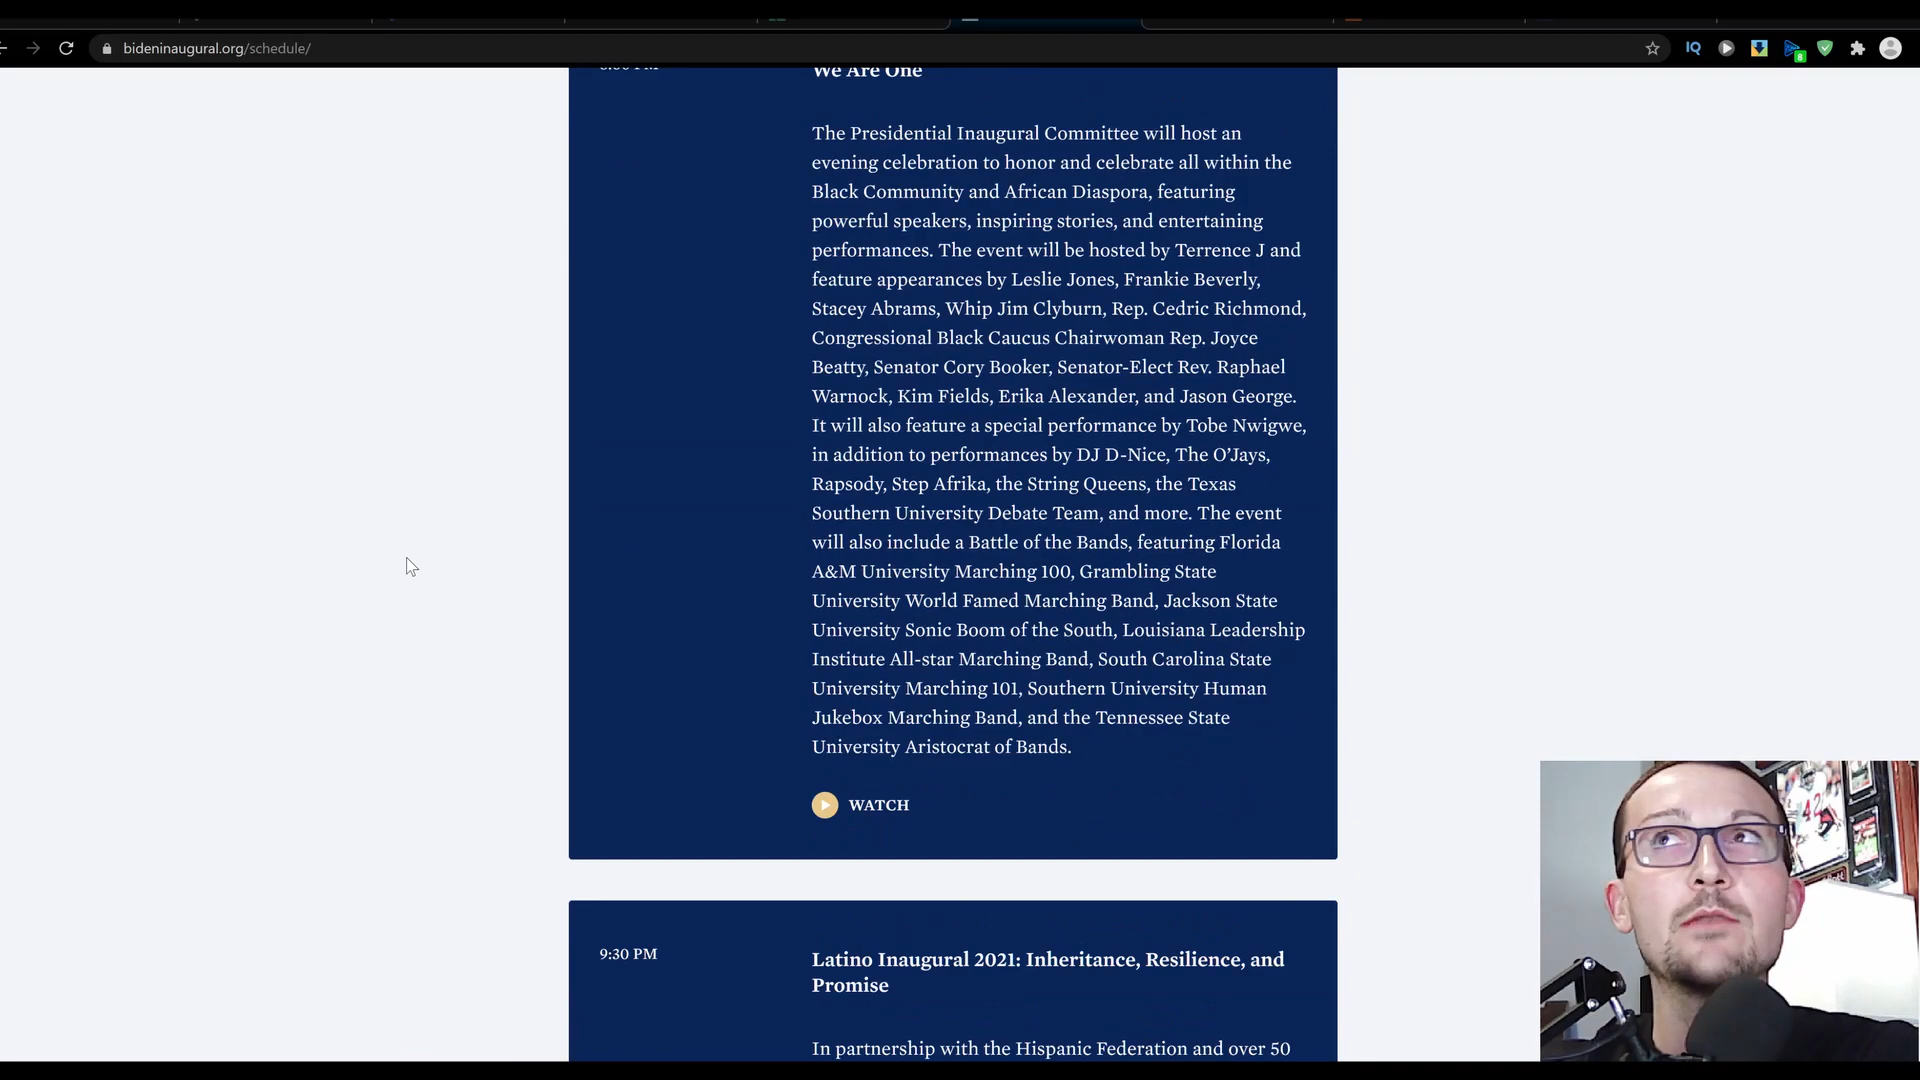 bideninaugural.org/schedule/
IQ
8
We Are One
The Presidential Inaugural Committee will host an
evening celebration to honor and celebrate all within the
Black Community and African Diaspora, featuring
powerful speakers, inspiring stories, and entertaining
performances. The event will be hosted by Terrence J and
feature appearances by Leslie Jones, Frankie Beverly,
Stacey Abrams, Whip Jim Clyburn, Rep. Cedric Richmond,
Congressional Black Caucus Chairwoman Rep. Joyce
Beatty, Senator Cory Booker, Senator-Elect Rev. Raphael
Warnock, Kim Fields, Erika Alexander, and Jason George.
It will also feature a special performance by Tobe Nwigwe,
in addition to performances by DJ D-Nice, The O’Jays,
Rapsody, Step Afrika, the String Queens, the Texas
Southern University Debate Team, and more. The event
will also include a Battle of the Bands, featuring Florida
A&M University Marching 100, Grambling State
University World Famed Marching Band, Jackson State
University Sonic Boom of the South, Louisiana Leadership
Institute All-star Marching Band, South Carolina State
University Marching 101, Southern University Human
Jukebox Marching Band, and the Tennessee State
University Aristocrat of Bands.
WATCH
9:30 PM
Latino Inaugural 2021: Inheritance, Resilience, and
Promise
In partnership with the Hispanic Federation and over 50
42